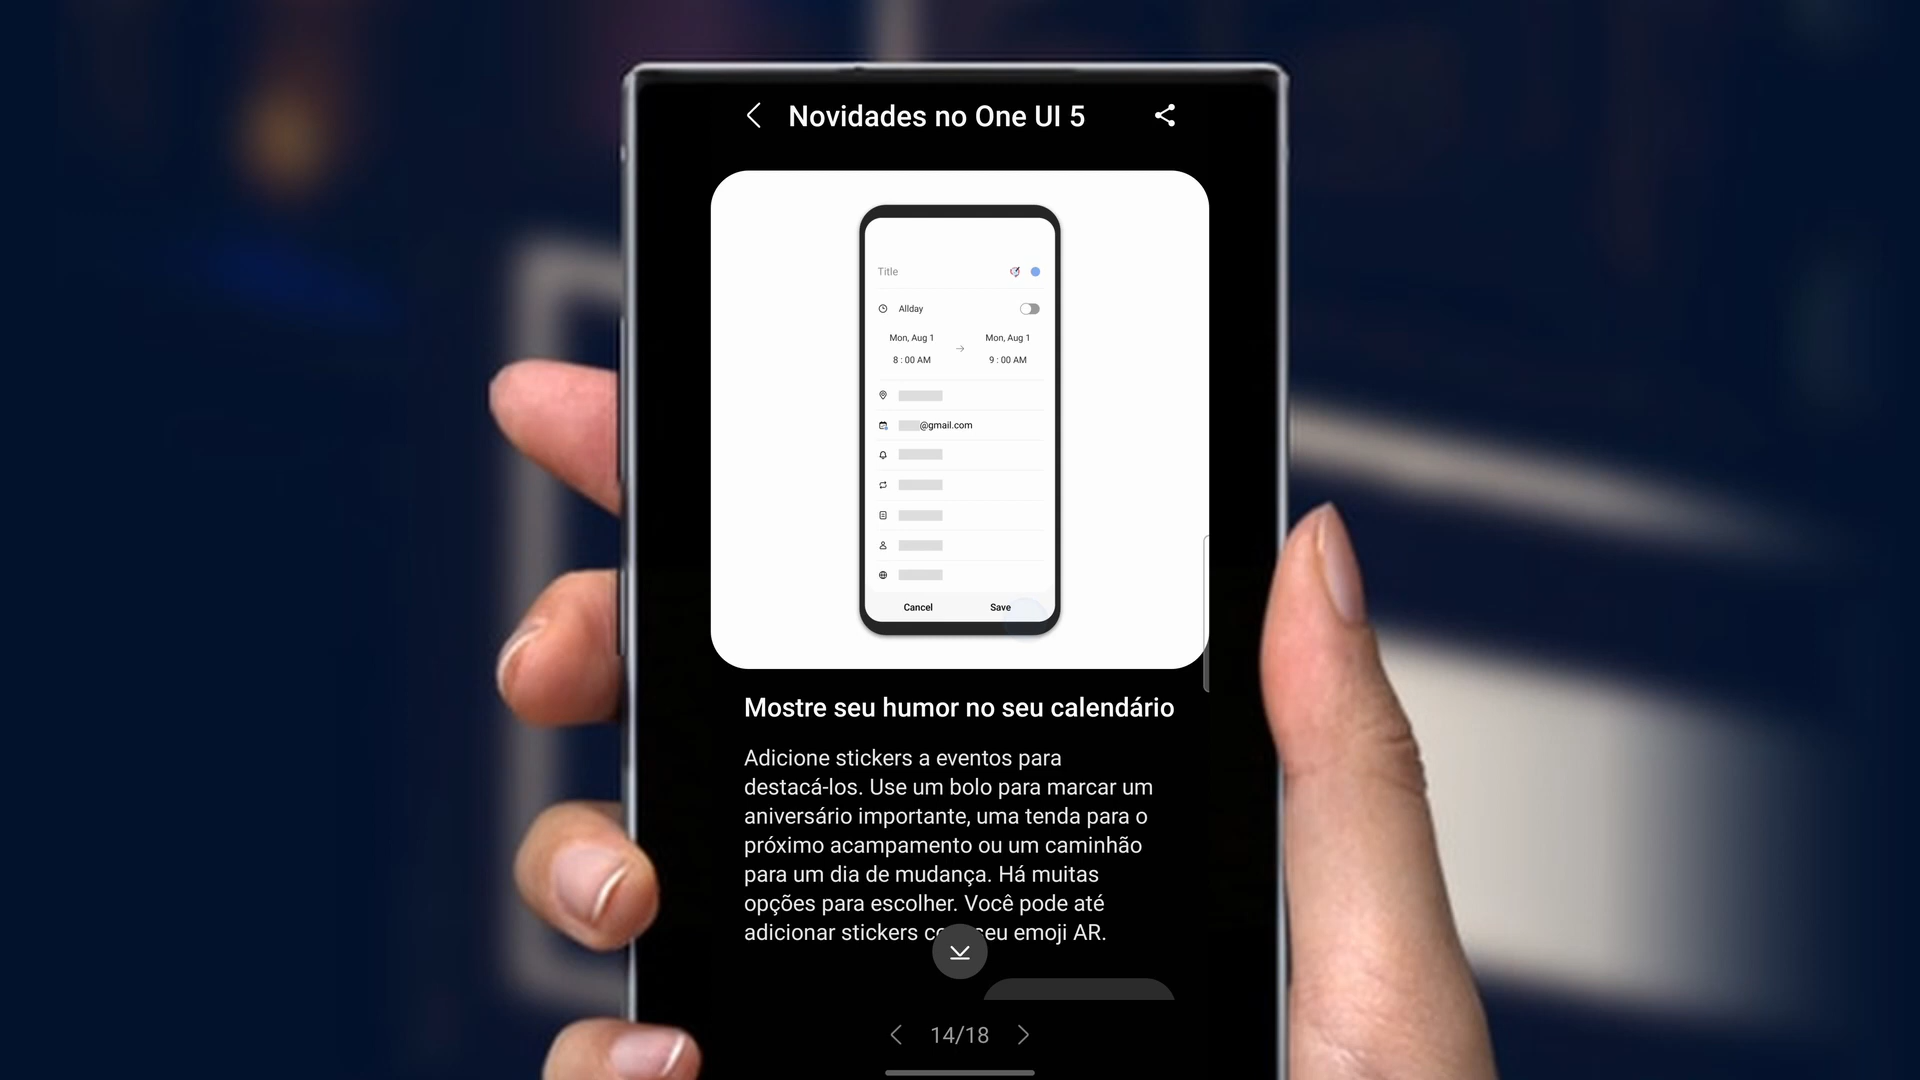 Novidades no One UI 5
Title
Allday
Mon, Aug 1
Mon, Aug 1
8 : 00 AM
9 : 00 AM
@gmail.com
Cancel
Save
Mostre seu humor no seu calendário
Adicione stickers a eventos para
destacá-los. Use um bolo para marcar um
aniversário importante, uma tenda para o
próximo acampamento ou um caminhão
para um dia de mudança. Há muitas
opções para escolher. Você pode até
adicionar stickers seu emoji AR.
14/18